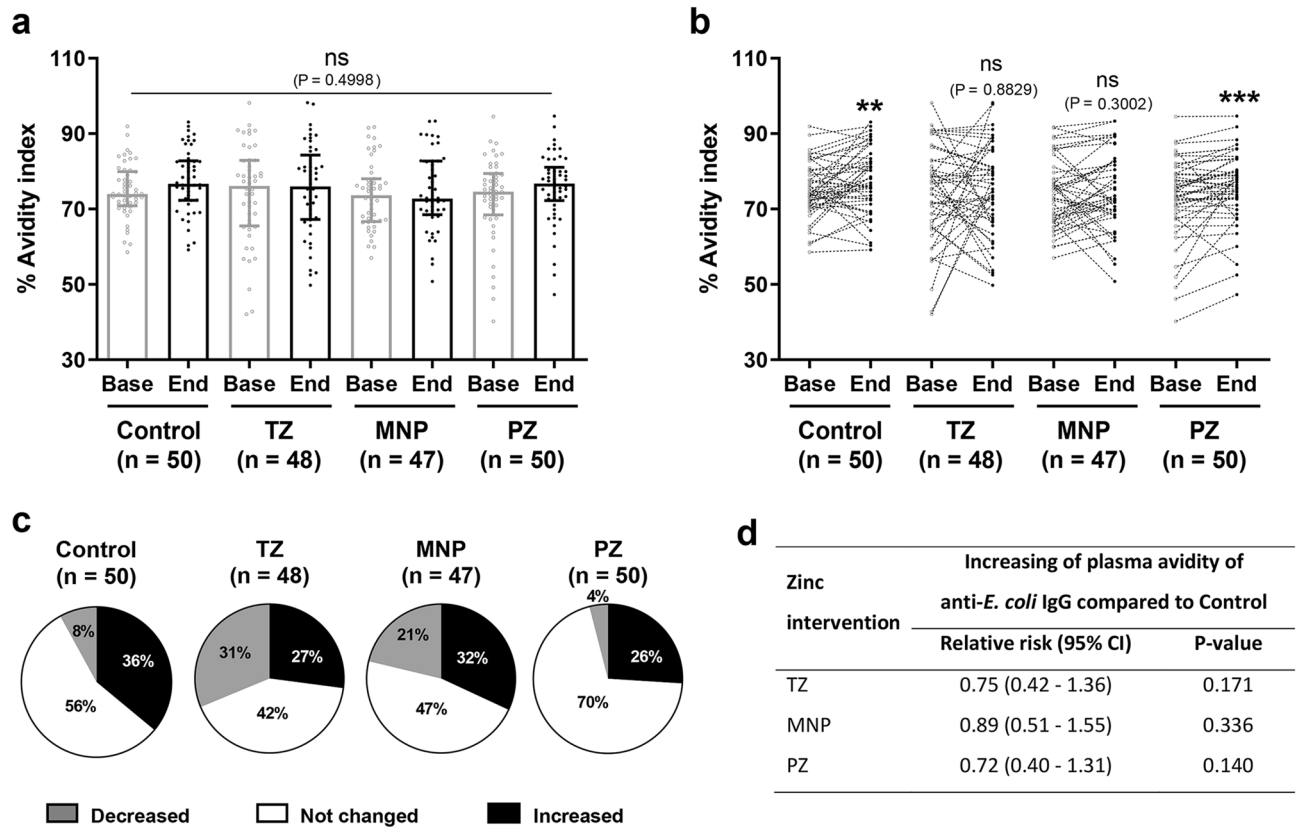 a
% Avidity index
110
90
70
50
30
ns
(P = 0.4998)
Base End Base End Base End Base End
Control TZ MNP PZ
(n = 50) (n = 48) (n = 47) (n = 50)
b
% Avidity index
110
90
70
50
30
**
ns
(P = 0.8829)
ns
(P = 0.3002)
***
Base End Base End Base End Base End
Control TZ MNP PZ
(n = 50) (n = 48) (n = 47) (n = 50)
c
Control
(n = 50)
8%
36%
56%
TZ
(n = 48)
31%
27%
42%
MNP
(n = 47)
21%
32%
47%
PZ
(n = 50)
4%
26%
70%
Decreased Not changed Increased
d
Zinc
intervention
Increasing of plasma avidity of
anti-E. coli IgG compared to Control
Relative risk (95% CI) P-value
TZ 0.75 (0.42 - 1.36) 0.171
MNP 0.89 (0.51 - 1.55) 0.336
PZ 0.72 (0.40 - 1.31) 0.140